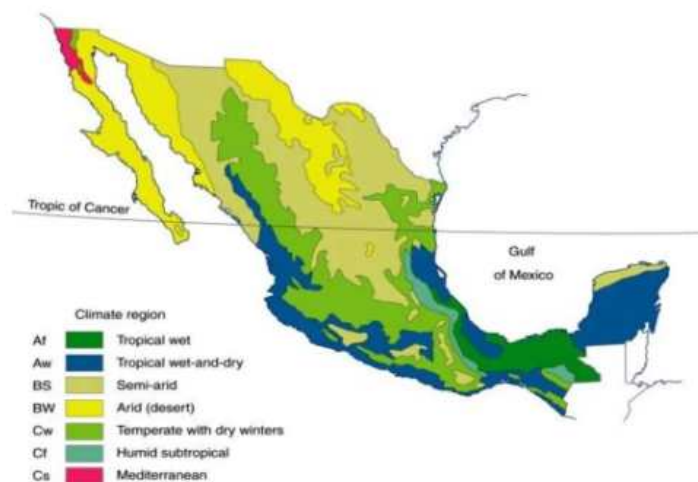 Tropic of Cancer
Gulf
of Mexico
Climate region
Af Tropical wet
Aw Tropical wet-and-dry
BS Semi-arid
BW Arid (desert)
Cw Temperate with dry winters
Cf Humid subtropical
Cs Mediterranean